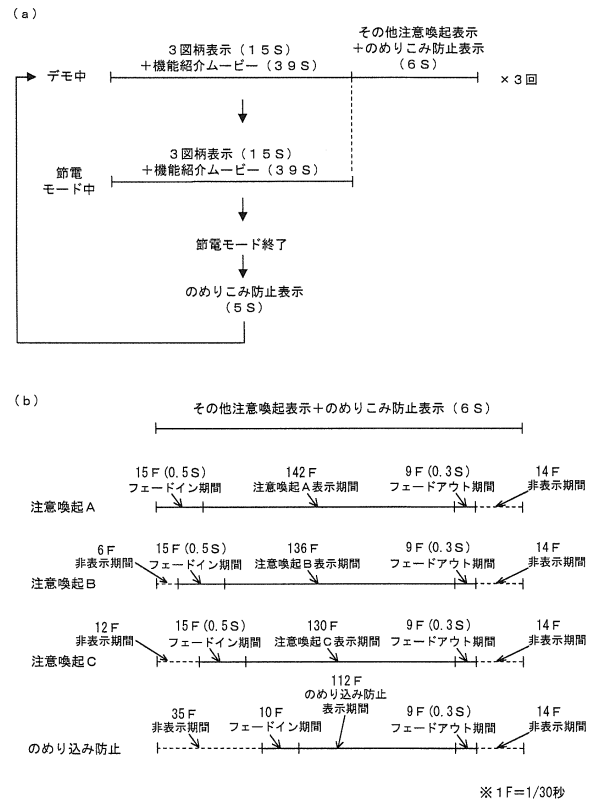 (a)
その他注意喚起表示
+のめりこみ防止表示
(6S)
3図柄表示(15S)
+機能紹介ムービー(39S)
デモ中
×3回
3図柄表示(15S)
+機能紹介ムービー(39S)
節電
モード中
節電モード終了
のめりこみ防止表示
(5S)
(b)
その他注意喚起表示+のめりこみ防止表示(6S)
15F(0.5S)
フェードイン期間
142F
注意喚起A表示期間
9F(0.3S)
フェードアウト期間
14F
非表示期間
注意喚起A
6F
非表示期間
15F(0.5S)
フェードイン期間
136F
注意喚起B表示期間
9F(0.3S)
フェードアウト期間
14F
非表示期間
注意喚起B
12F
非表示期間
15F(0.5S)
フェードイン期間
130F
注意喚起C表示期間
9F(0.3S)
フェードアウト期間
14F
非表示期間
注意喚起C
35F
非表示期間
10F
フェードイン期間
112F
のめり込み防止
表示期間
9F(0.3S)
フェードアウト期間
14F
非表示期間
のめり込み防止
※1F=1/30秒